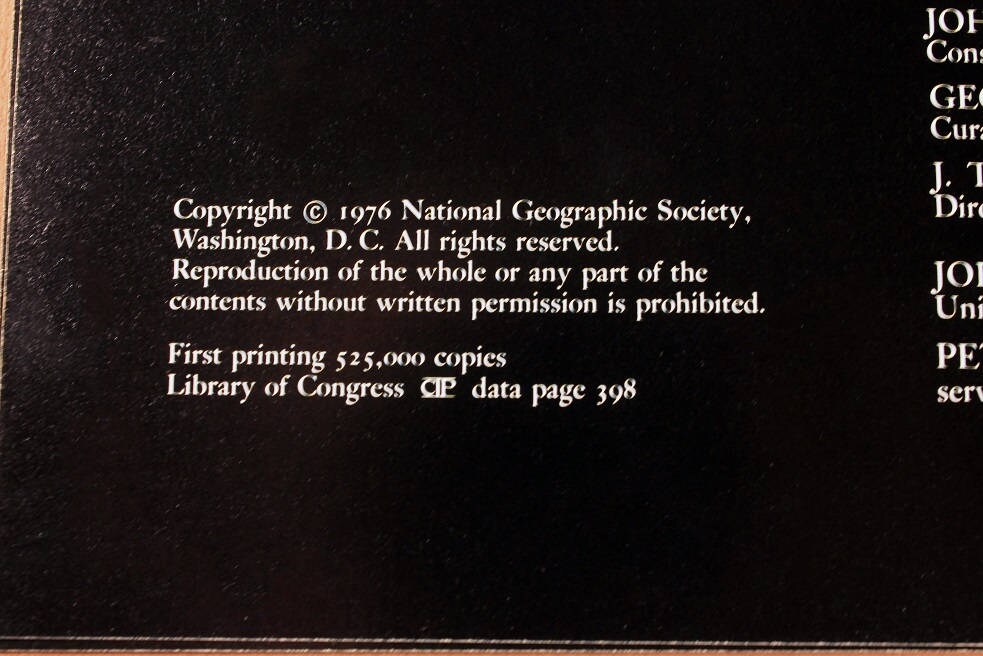 Copyright © 1976 National Geographic Society,
Washington, D. C. All rights reserved.
Reproduction of the whole or any part of the
contents without written permission is prohibited.
First printing 525,000 copies
Library of Congress CIP data page 398
J.